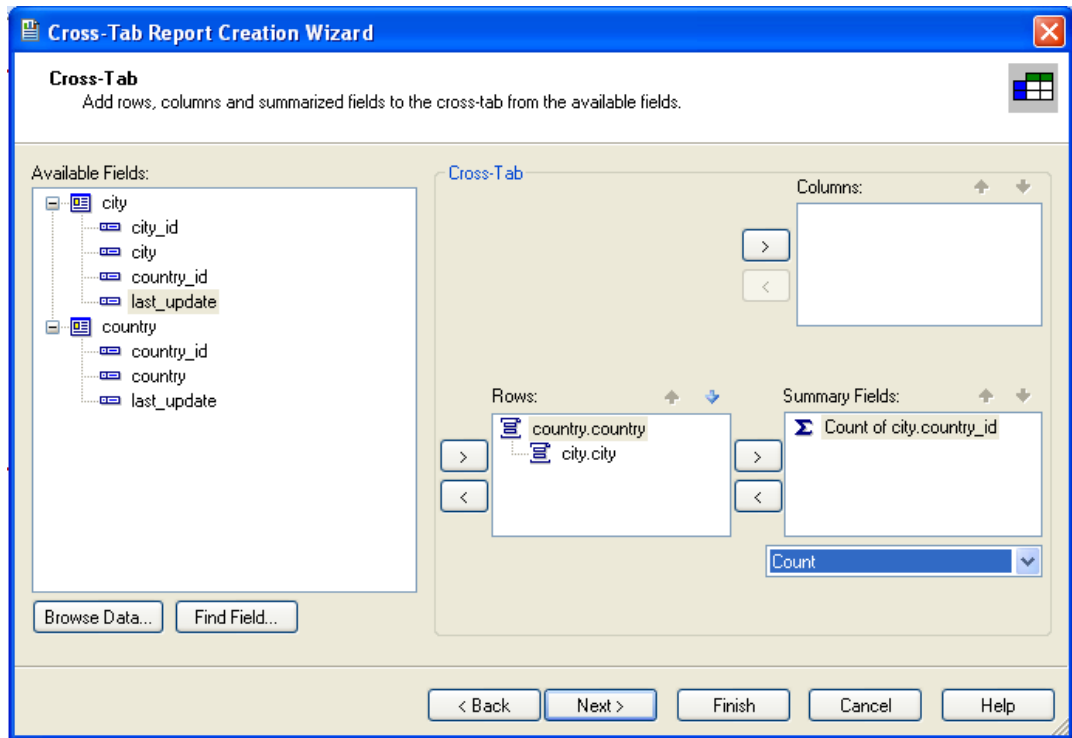 Cross-Tab Report Creation Wizard
Cross-Tab
Add rows, columns and summarized fields to the cross-tab from the available fields.
Available Fields:
city
city_id
city
country_id
last_update
country
country_id
country
last_update
Browse Data...
Find Field...
Cross-Tab
Columns:
>
<
Rows:
country.country
city.city
>
<
Summary Fields:
Σ Count of city.country_id
>
<
Count
< Back
Next >
Finish
Cancel
Help